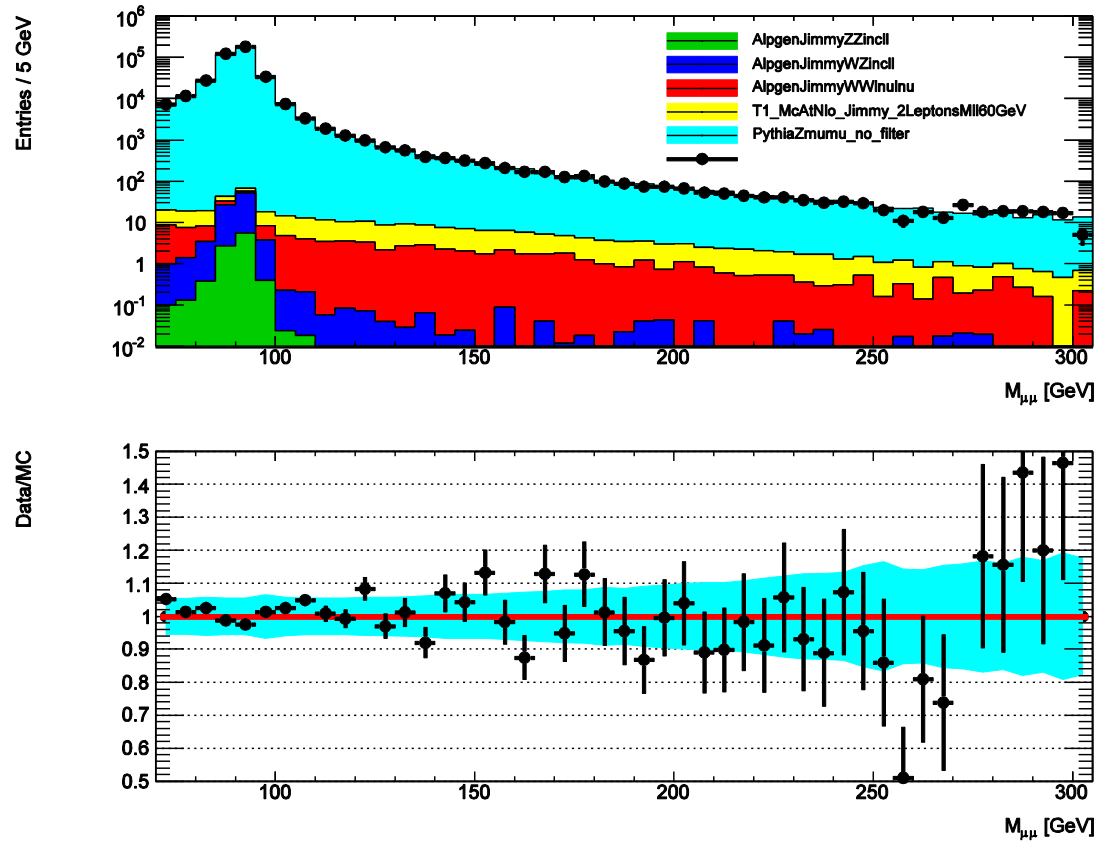 Entries / 5 GeV
10^6
10^5
10^4
10^3
10^2
10
1
10^-1
10^-2
AlpgenJimmyZZincll
AlpgenJimmyWZincll
AlpgenJimmyWWlnulnu
T1_McAtNlo_Jimmy_2LeptonsMll60GeV
PythiaZmumu_no_filter
100 150 200 250 300
M_μμ [GeV]
Data/MC
1.5
1.4
1.3
1.2
1.1
1
0.9
0.8
0.7
0.6
0.5
100 150 200 250 300
M_μμ [GeV]